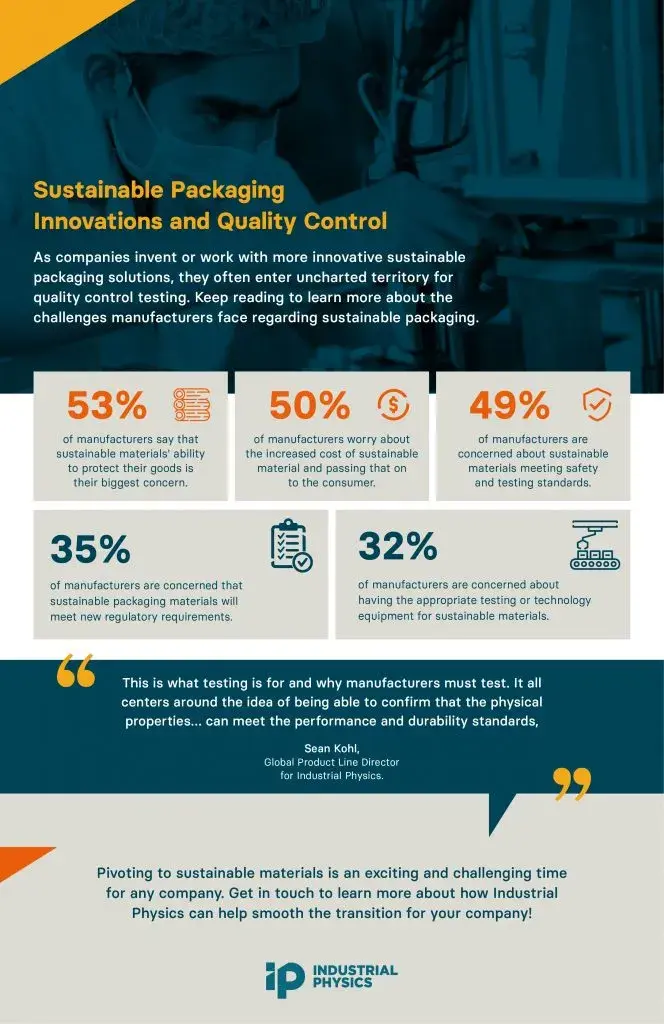 Sustainable Packaging
Innovations and Quality Control
As companies invent or work with more innovative sustainable
packaging solutions, they often enter uncharted territory for
quality control testing. Keep reading to learn more about the
challenges manufacturers face regarding sustainable packaging.
53%
of manufacturers say that
sustainable materials' ability
to protect their goods is
their biggest concern.
50%
of manufacturers worry about
the increased cost of sustainable
material and passing that on
to the consumer.
49%
of manufacturers are
concerned about sustainable
materials meeting safety
and testing standards.
35%
of manufacturers are concerned that
sustainable packaging materials will
meet new regulatory requirements.
32%
of manufacturers are concerned about
having the appropriate testing or technology
equipment for sustainable materials.
“
This is what testing is for and why manufacturers must test. It all
centers around the idea of being able to confirm that the physical
properties... can meet the performance and durability standards,
Sean Kohl,
Global Product Line Director
for Industrial Physics.
”
Pivoting to sustainable materials is an exciting and challenging time
for any company. Get in touch to learn more about how Industrial
Physics can help smooth the transition for your company!
ip INDUSTRIAL
PHYSICS